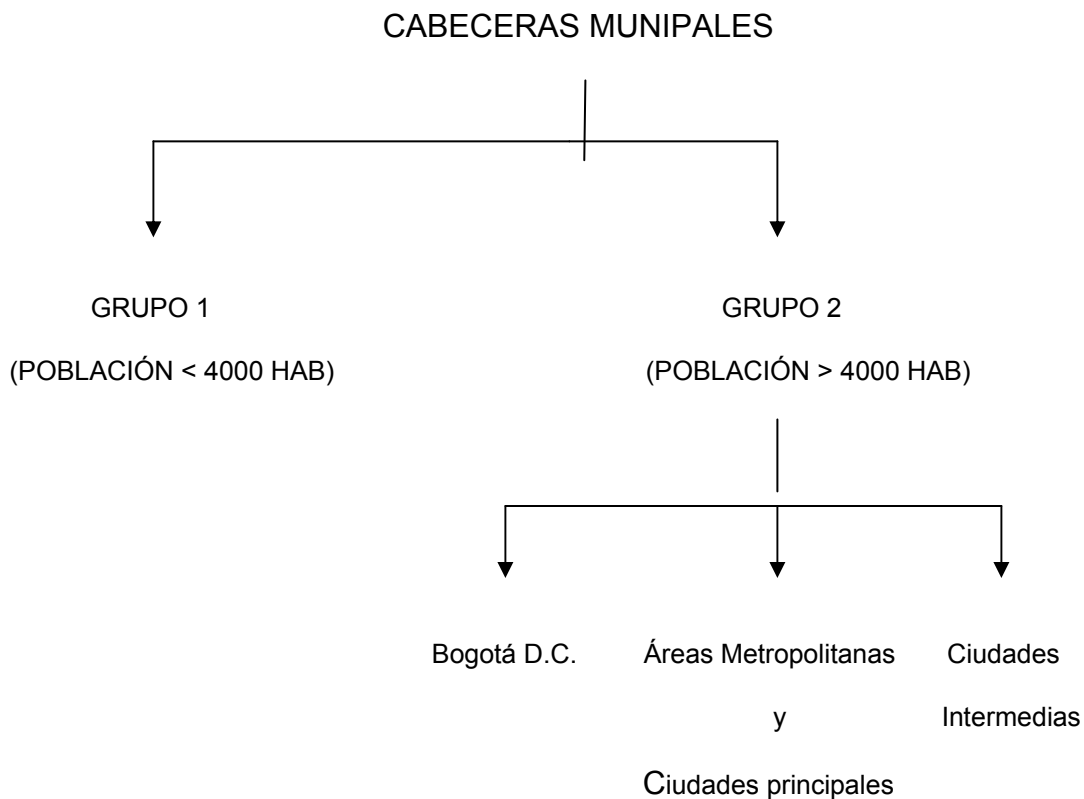 CABECERAS MUNIPALES
GRUPO 1
(POBLACIÓN < 4000 HAB)
GRUPO 2
(POBLACIÓN > 4000 HAB)
Bogotá D.C.
Áreas Metropolitanas
y
Ciudades principales
Ciudades
Intermedias